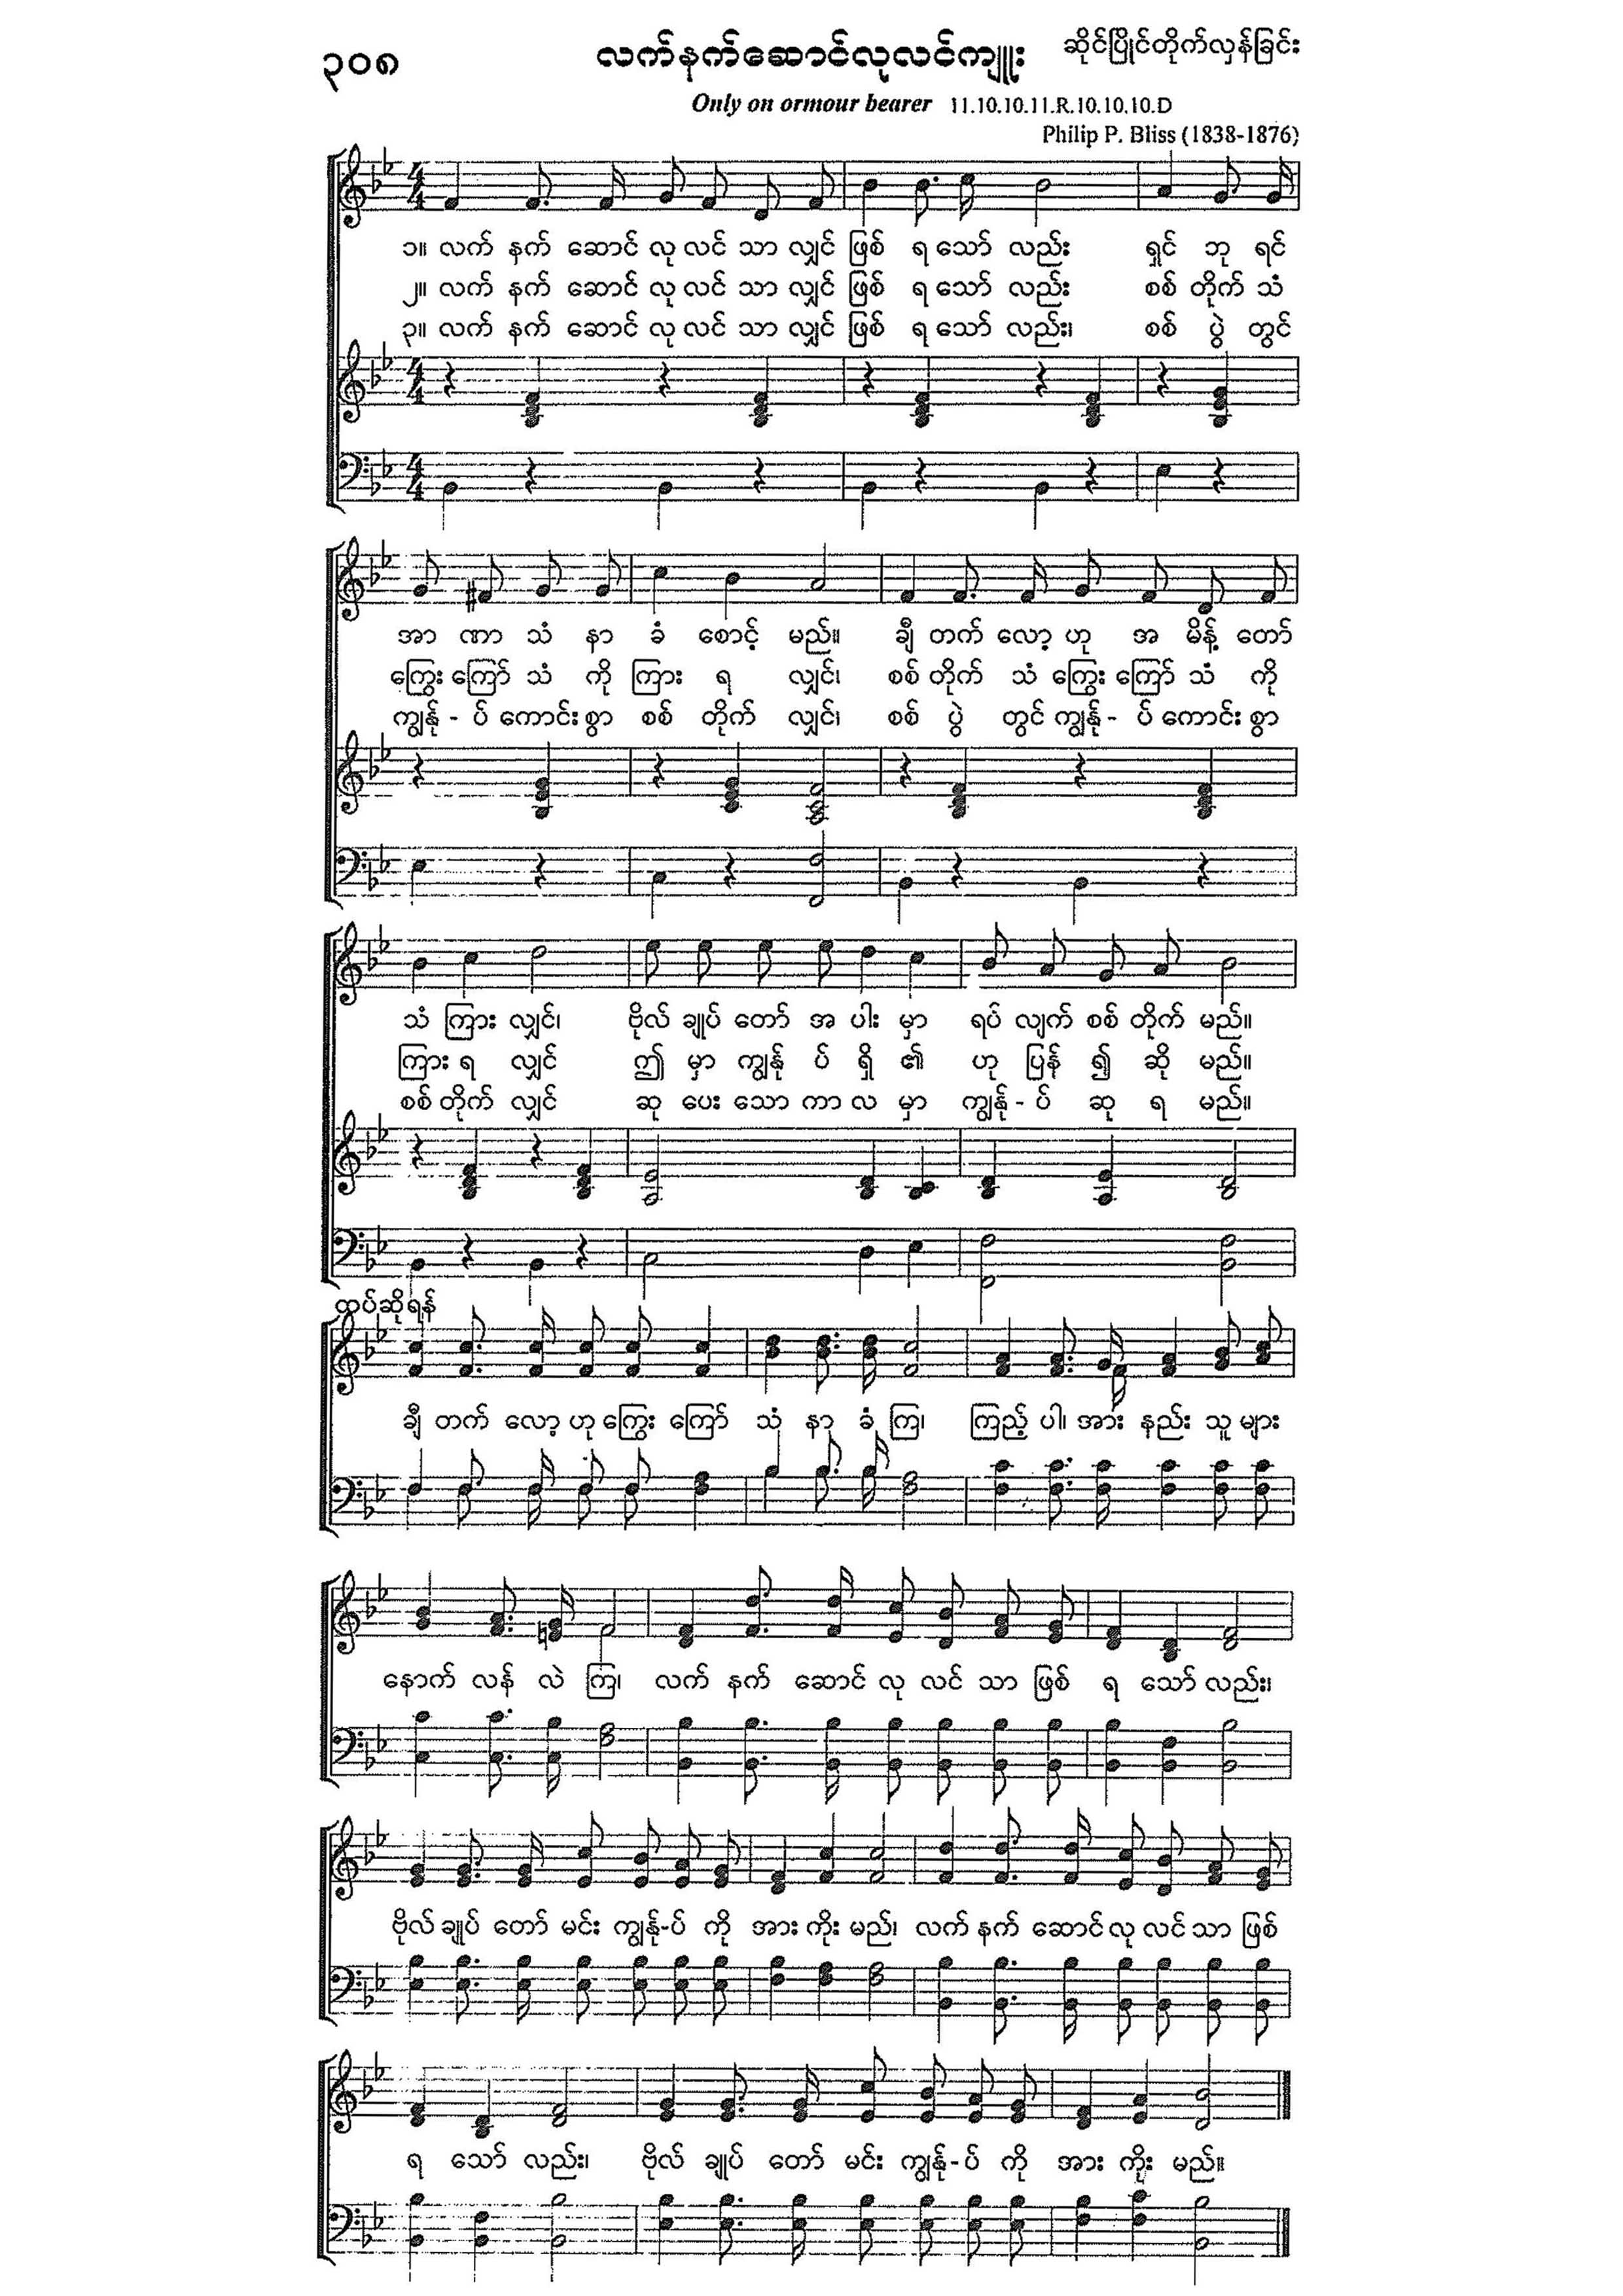 ၃၀၈
လက်နက်ဆောင်လုလင်ကျူး
ဆိုင်ပြိုင်တိုက်လှန်ခြင်း
Only on ormour bearer 11.10.10.11.R.10.10.10.D
Philip P. Bliss (1838-1876)
၁။ လက် နက် ဆောင် လု လင် သာ လျှင် ဖြစ် ရ သော် လည်း ရှင် ဘု ရင်
၂။ လက် နက် ဆောင် လု လင် သာ လျှင် ဖြစ် ရ သော် လည်း စစ် တိုက် သံ
၃။ လက် နက် ဆောင် လု လင် သာ လျှင် ဖြစ် ရ သော် လည်း၊ စစ် ပွဲ တွင်
အာ ဏာ သံ နာ ခံ စောင့် မည်။ ချီ တက် လော့ ဟု အ မိန့် တော်
ကြွေး ကြော် သံ ကို ကြား ရ လျှင်၊ စစ် တိုက် သံ ကြွေး ကြော် သံ ကို
ကျွန်ု - ပ် ကောင်း စွာ စစ် တိုက် လျှင်၊ စစ် ပွဲ တွင် ကျွန်ု - ပ် ကောင်း စွာ
သံ ကြား လျှင်၊ ဗိုလ် ချုပ် တော် အ ပါး မှာ ရပ် လျက် စစ် တိုက် မည်။
ကြား ရ လျှင် ဤ မှာ ကျွန်ု ပ် ရှိ ၏ ဟု ပြန် ၍ ဆို မည်။
စစ် တိုက် လျှင် ဆု ပေး သော ကာ လ မှာ ကျွန်ု - ပ် ဆု ရ မည်။
ထပ်ဆိုရန်
ချီ တက် လော့ ဟု ကြွေး ကြော် သံ နာ ခံ ကြ၊ ကြည့် ပါ၊ အား နည်း သူ များ
နောက် လန် လဲ ကြ၊ လက် နက် ဆောင် လု လင် သာ ဖြစ် ရ သော် လည်း၊
ဗိုလ် ချုပ် တော် မင်း ကျွန်ု-ပ် ကို အား ကိုး မည်၊ လက် နက် ဆောင် လု လင် သာ ဖြစ်
ရ သော် လည်း၊ ဗိုလ် ချုပ် တော် မင်း ကျွန်ု-ပ် ကို အား ကိုး မည်။